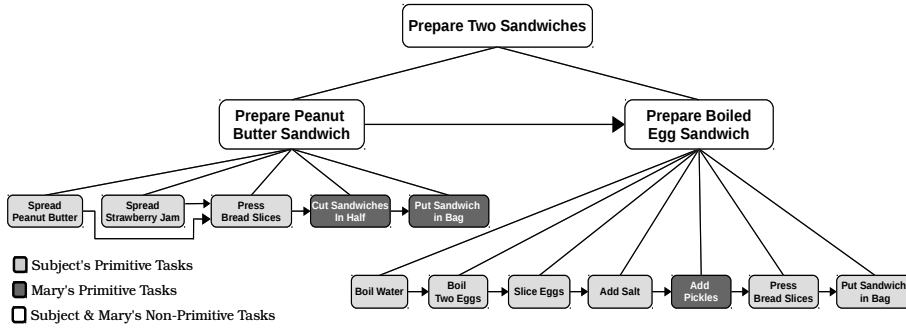 Prepare Two Sandwiches
Prepare Peanut
Butter Sandwich
Prepare Boiled
Egg Sandwich
Spread
Peanut Butter
Spread
Strawberry Jam
Press
Bread Slices
Cut Sandwiches
In Half
Put Sandwich
in Bag
Subject's Primitive Tasks
Mary's Primitive Tasks
Subject & Mary's Non-Primitive Tasks
Boil Water
Boil
Two Eggs
Slice Eggs
Add Salt
Add
Pickles
Press
Bread Slices
Put Sandwich
in Bag